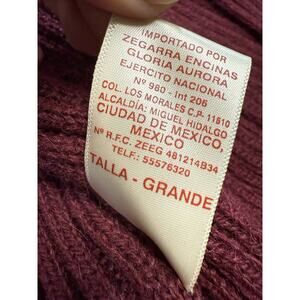 IMPORTADO POR
ZEGARRA ENCINAS
GLORIA AURORA
EJERCITO NACIONAL
Nº 980 - Int 206
COL. LOS MORALES C.P- 11510
ALCALDIA: MIGUEL HIDALGO
CIUDAD DE MEXICO,
MEXICO
Nº R.F.C. ZEEG 481214B34
TELF: 55576320
TALLA - GRANDE